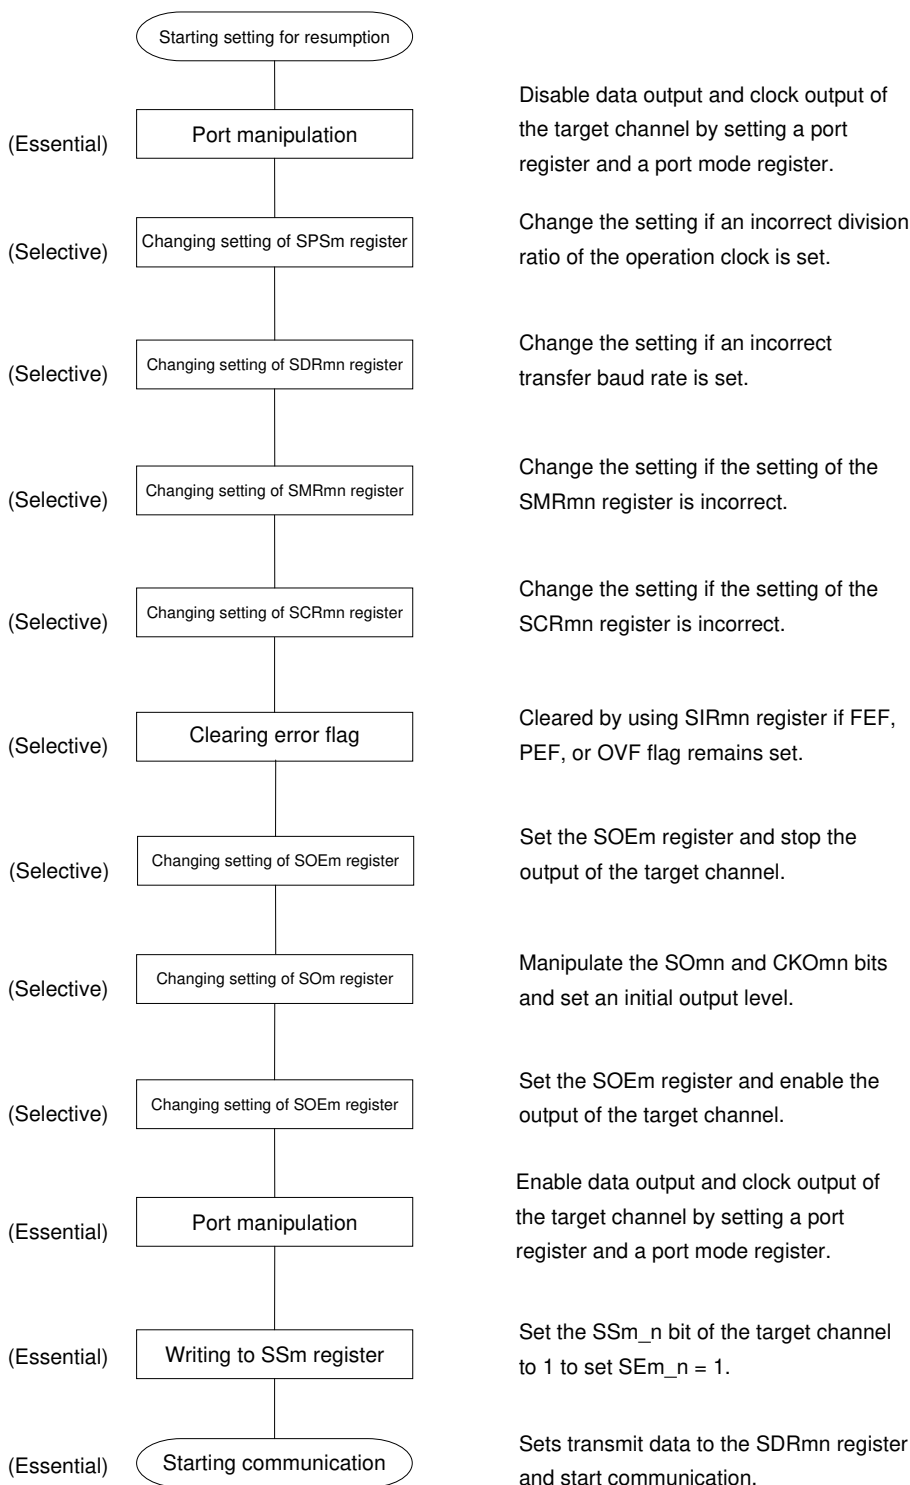 Starting setting for resumption
(Essential)
Port manipulation
Disable data output and clock output of
the target channel by setting a port
register and a port mode register.
(Selective)
Changing setting of SPSm register
Change the setting if an incorrect division
ratio of the operation clock is set.
(Selective)
Changing setting of SDRmn register
Change the setting if an incorrect
transfer baud rate is set.
(Selective)
Changing setting of SMRmn register
Change the setting if the setting of the
SMRmn register is incorrect.
(Selective)
Changing setting of SCRmn register
Change the setting if the setting of the
SCRmn register is incorrect.
(Selective)
Clearing error flag
Cleared by using SIRmn register if FEF,
PEF, or OVF flag remains set.
(Selective)
Changing setting of SOEm register
Set the SOEm register and stop the
output of the target channel.
(Selective)
Changing setting of SOm register
Manipulate the SOmn and CKOmn bits
and set an initial output level.
(Selective)
Changing setting of SOEm register
Set the SOEm register and enable the
output of the target channel.
(Essential)
Port manipulation
Enable data output and clock output of
the target channel by setting a port
register and a port mode register.
(Essential)
Writing to SSm register
Set the SSm_n bit of the target channel
to 1 to set SEm_n = 1.
(Essential)
Starting communication
Sets transmit data to the SDRmn register
and start communication.